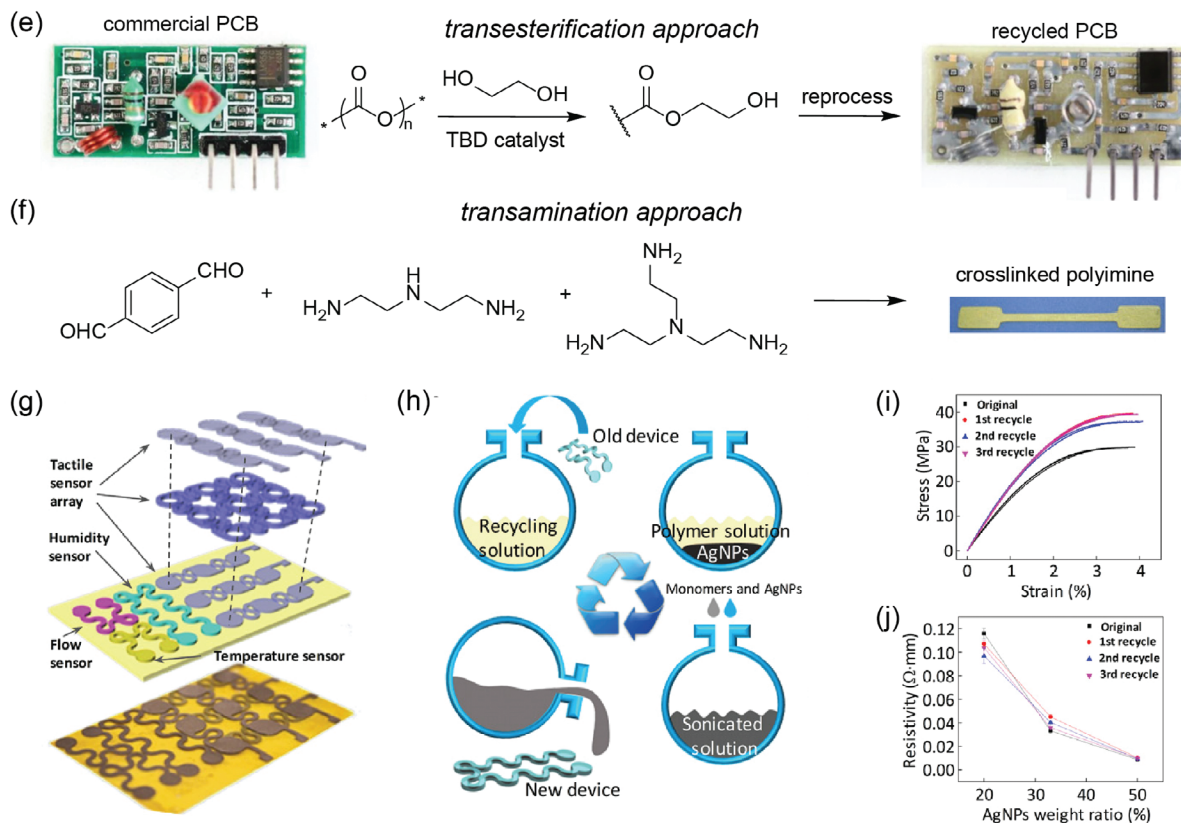 (e)
commercial PCB
transesterification approach
recycled PCB
O
* ( O )n *
HO
OH
TBD catalyst
O
O
OH
reprocess
(f)
transamination approach
CHO
OHC
+
H
N
H2N
NH2
+
NH2
N
H2N
NH2
crosslinked polyimine
(g)
Tactile
sensor
array
Humidity
sensor
Flow
sensor
Temperature sensor
(h)
Old device
Recycling
solution
Polymer solution
AgNPs
Monomers and AgNPs
Sonicated
solution
New device
(i)
Original
1st recycle
2nd recycle
3rd recycle
Stress (MPa)
40
30
20
10
0
0 1 2 3 4
Strain (%)
(j)
Original
1st recycle
2nd recycle
3rd recycle
Resistivity (Ω·mm)
0.12
0.10
0.08
0.06
0.04
0.02
0.00
20 30 40 50
AgNPs weight ratio (%)